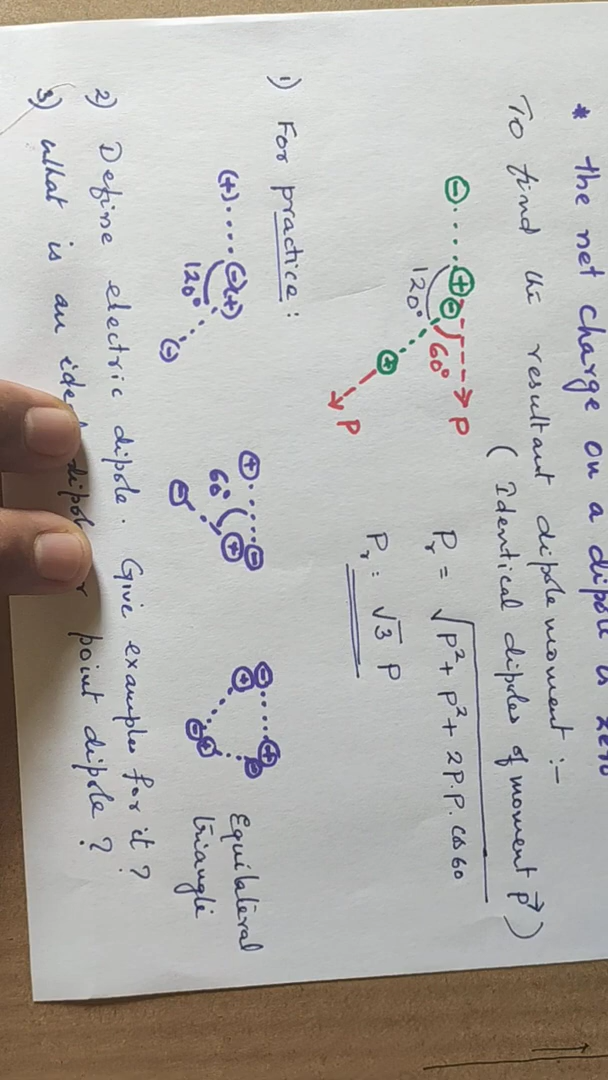 * the net charge on a dipole is zero
To find the resultant dipole moment :-
( Identical dipoles of moment P→ )
⊖ ⊕ ⊖ 120° 60° ⊕ P P
Pr = √P² + P² + 2P.P. cos 60
Pr : √3 P
1) For practice :
(+) (-) (+) 120° (-)
⊕ ⊖ ⊕ 60° ⊖
⊕ ⊖ ⊕ ⊖ ⊖ ⊕
Equilateral
triangle
2) Define electric dipole. Give examples for it ?
3) What is an ideal dipole r point dipole ?